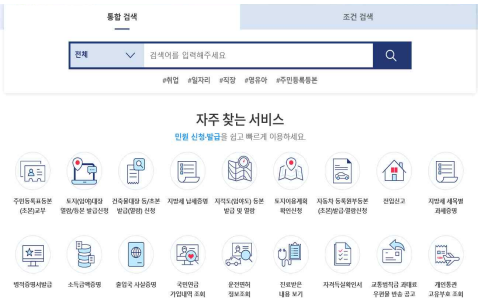 통합 검색
조건 검색
전체
검색어를 입력해주세요
#취업 #일자리 #직장 #영유아 #주민등록등본
자주 찾는 서비스
민원 신청·발급을 쉽고 빠르게 이용하세요.
주민등록표등본
(초본)교부
토지(임야)대장
열람/등본 발급신청
건축물대장 등/초본
발급(열람) 신청
지방세 납세증명
지적도(임야도) 등본
발급 및 열람
토지이용계획
확인신청
자동차 등록원부등본
(초본)발급·열람신청
전입신고
지방세 세목별
과세증명
병적증명서발급
소득금액증명
출입국 사실증명
국민연금
가입내역 조회
운전면허
정보조회
진료받은
내용 보기
자격득실확인서
교통범칙금 과태료
우편물 반송 공고
개인통관
고유부호 조회